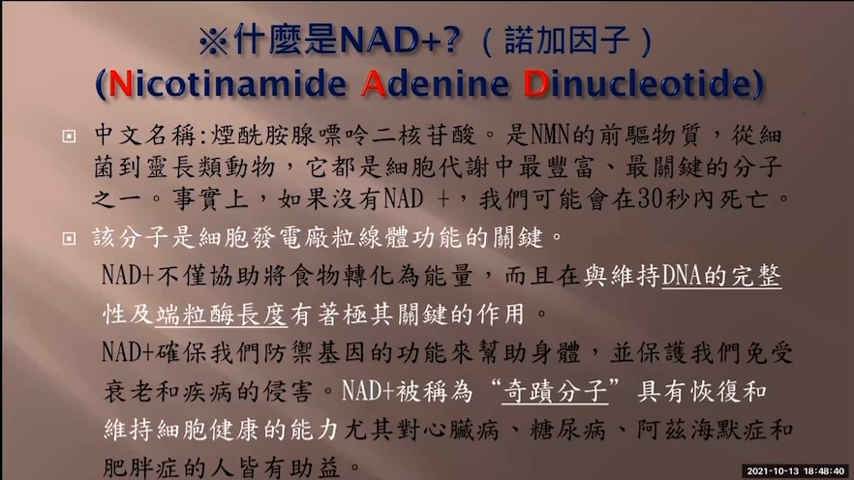 ※什麼是NAD+?（諾加因子）
(Nicotinamide Adenine Dinucleotide)
中文名稱:煙酰胺腺嘌呤二核苷酸。是NMN的前驅物質，從細
菌到靈長類動物，它都是細胞代謝中最豐富、最關鍵的分子
之一。事實上，如果沒有NAD +，我們可能會在30秒內死亡。
該分子是細胞發電廠粒線體功能的關鍵。
NAD+不僅協助將食物轉化為能量，而且在與維持DNA的完整
性及端粒酶長度有著極其關鍵的作用。
NAD+確保我們防禦基因的功能來幫助身體，並保護我們免受
衰老和疾病的侵害。NAD+被稱為“奇蹟分子”具有恢復和
維持細胞健康的能力尤其對心臟病、糖尿病、阿茲海默症和
肥胖症的人皆有助益。
2021-10-13 18:48:40